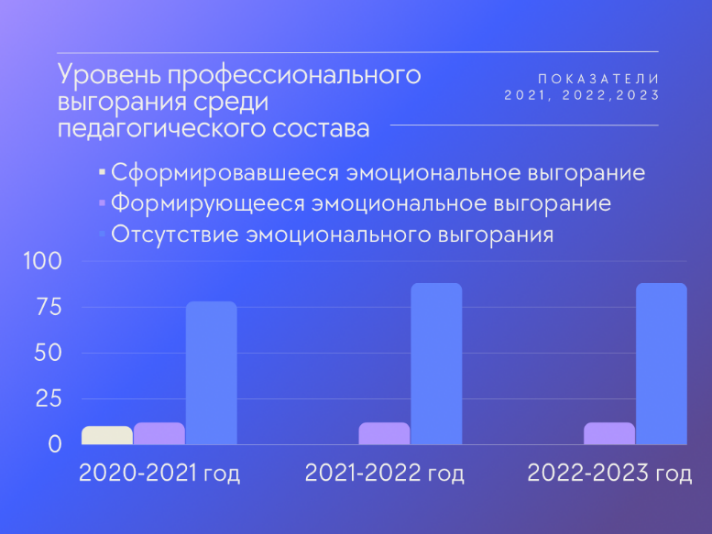 Уровень профессионального
выгорания среди
педагогического состава
ПОКАЗАТЕЛИ
2021, 2022,2023
Сформировавшееся эмоциональное выгорание
Формирующееся эмоциональное выгорание
Отсутствие эмоционального выгорания
100
75
50
25
0
2020-2021 год
2021-2022 год
2022-2023 год